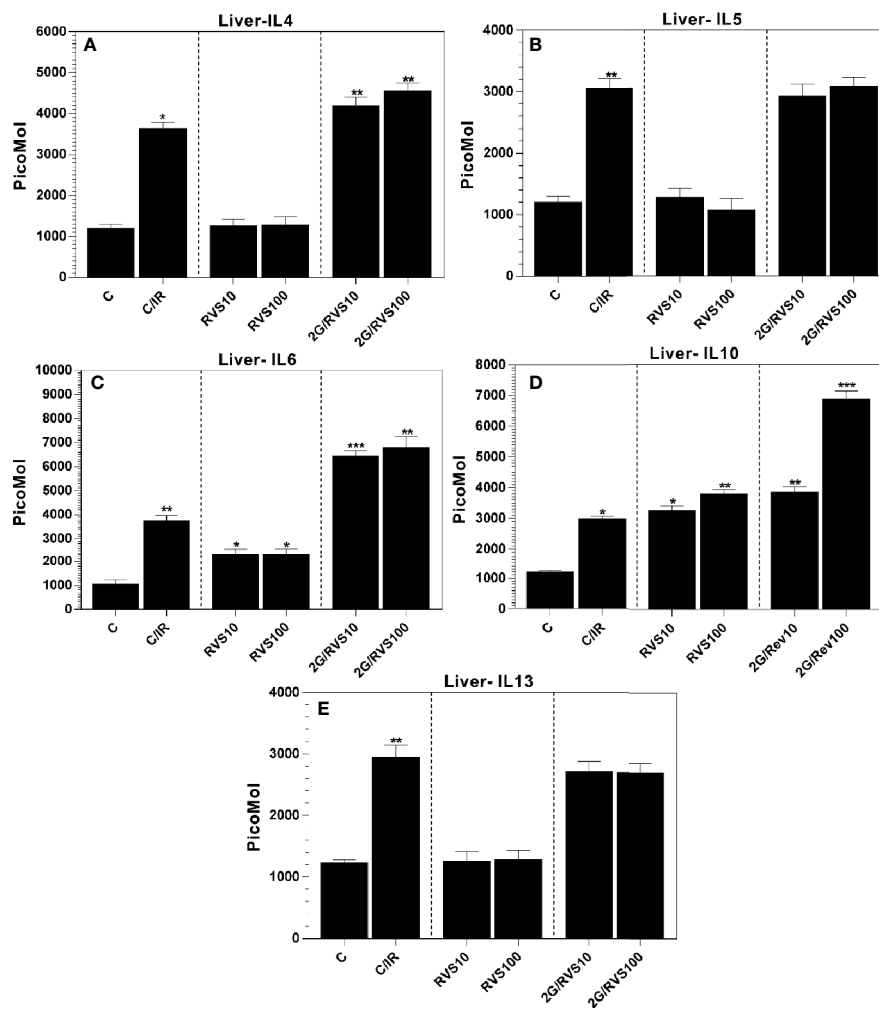 Liver-IL4
A
6000
5000
4000
3000
2000
1000
0
PicoMol
*
**
**
C
C/IR
RVS10
RVS100
2G/RVS10
2G/RVS100
Liver- IL5
B
4000
3000
2000
1000
0
PicoMol
**
C
C/IR
RVS10
RVS100
2G/RVS10
2G/RVS100
Liver- IL6
C
10000
9000
8000
7000
6000
5000
4000
3000
2000
1000
0
PicoMol
**
*
*
***
**
C
C/IR
RVS10
RVS100
2G/RVS10
2G/RVS100
Liver- IL10
D
8000
7000
6000
5000
4000
3000
2000
1000
0
PicoMol
*
*
**
**
***
C
C/IR
RVS10
RVS100
2G/Rev10
2G/Rev100
Liver- IL13
E
4000
3000
2000
1000
0
PicoMol
**
C
C/IR
RVS10
RVS100
2G/RVS10
2G/RVS100